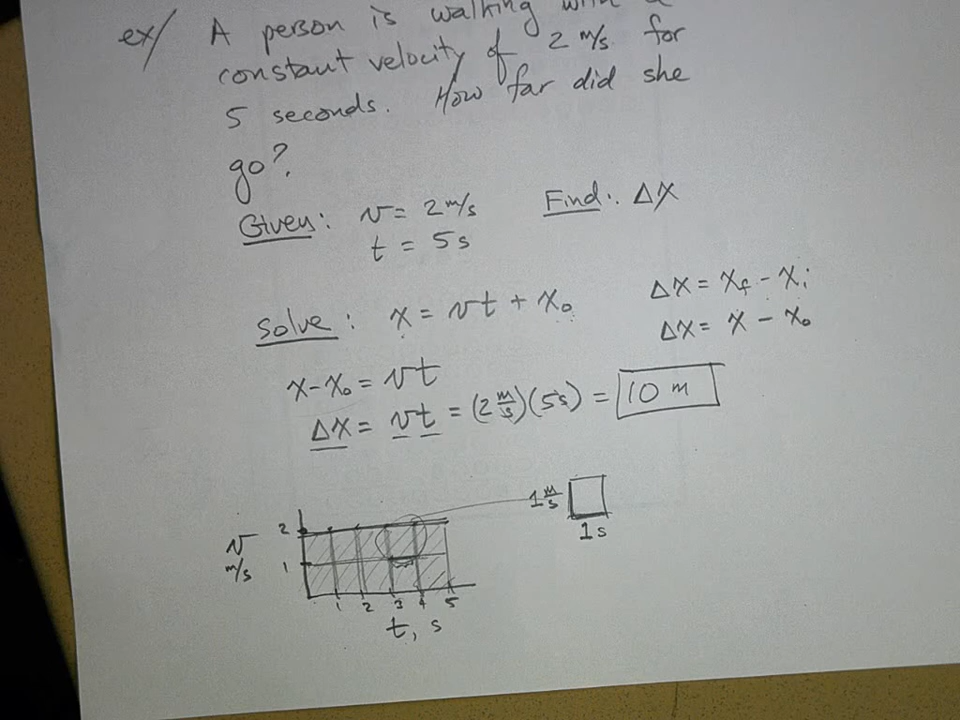 ex/ A person is walking with a
constant velocity of 2 m/s. for
5 seconds. How far did she
go?
Given: v = 2 m/s Find: Δx
t = 5s
Solve: x = vt + x₀ Δx = x_f - x_i
Δx = x - x₀
x-x₀ = vt
Δx = vt = (2 m/s)(5s) = 10 m
1 m/s
1s
v
m/s
2
1
1 2 3 4 5
t, s